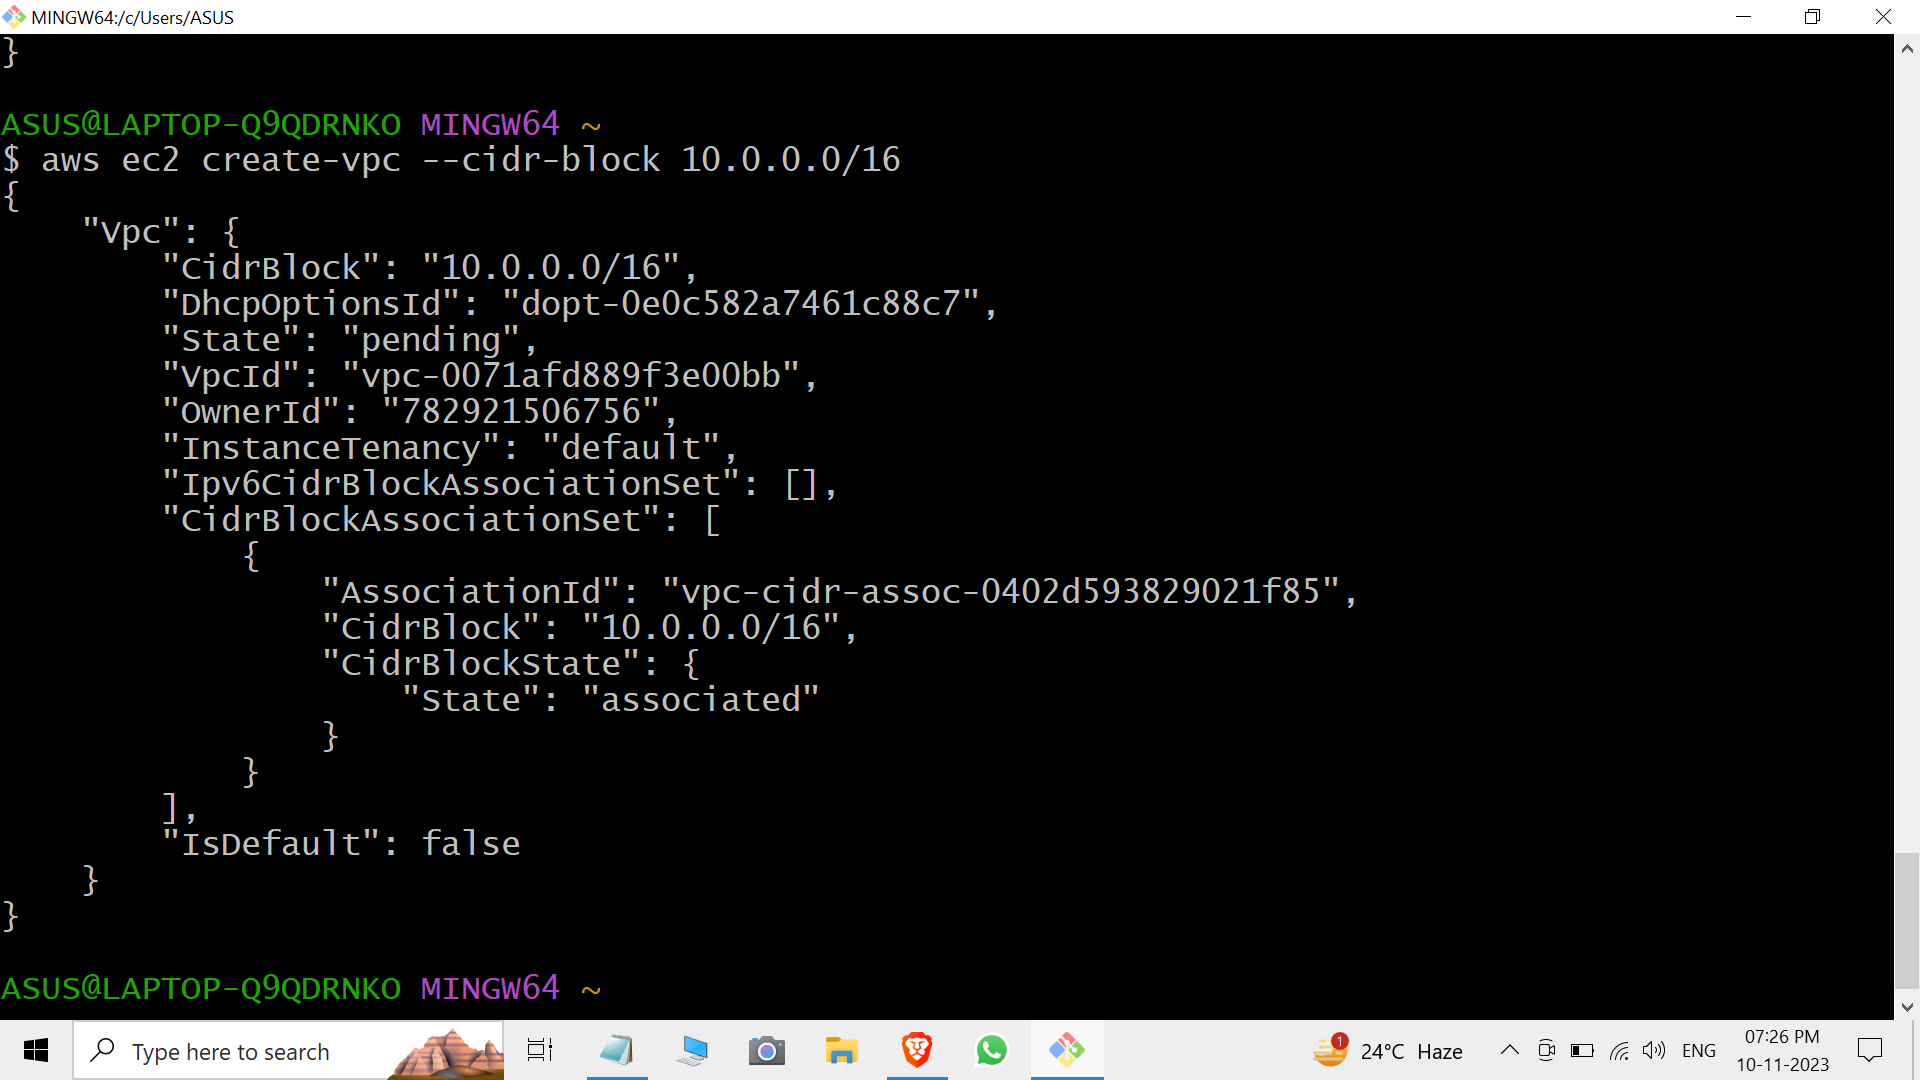 MINGW64:/c/Users/ASUS
}
ASUS@LAPTOP-Q9QDRNKO MINGW64 ~
$ aws ec2 create-vpc --cidr-block 10.0.0.0/16
{
    "Vpc": {
        "CidrBlock": "10.0.0.0/16",
        "DhcpOptionsId": "dopt-0e0c582a7461c88c7",
        "State": "pending",
        "VpcId": "vpc-0071afd889f3e00bb",
        "OwnerId": "782921506756",
        "InstanceTenancy": "default",
        "Ipv6CidrBlockAssociationSet": [],
        "CidrBlockAssociationSet": [
            {
                "AssociationId": "vpc-cidr-assoc-0402d593829021f85",
                "CidrBlock": "10.0.0.0/16",
                "CidrBlockState": {
                    "State": "associated"
                }
            }
        ],
        "IsDefault": false
    }
}
ASUS@LAPTOP-Q9QDRNKO MINGW64 ~
Type here to search
1
24°C Haze
ENG
07:26 PM
10-11-2023